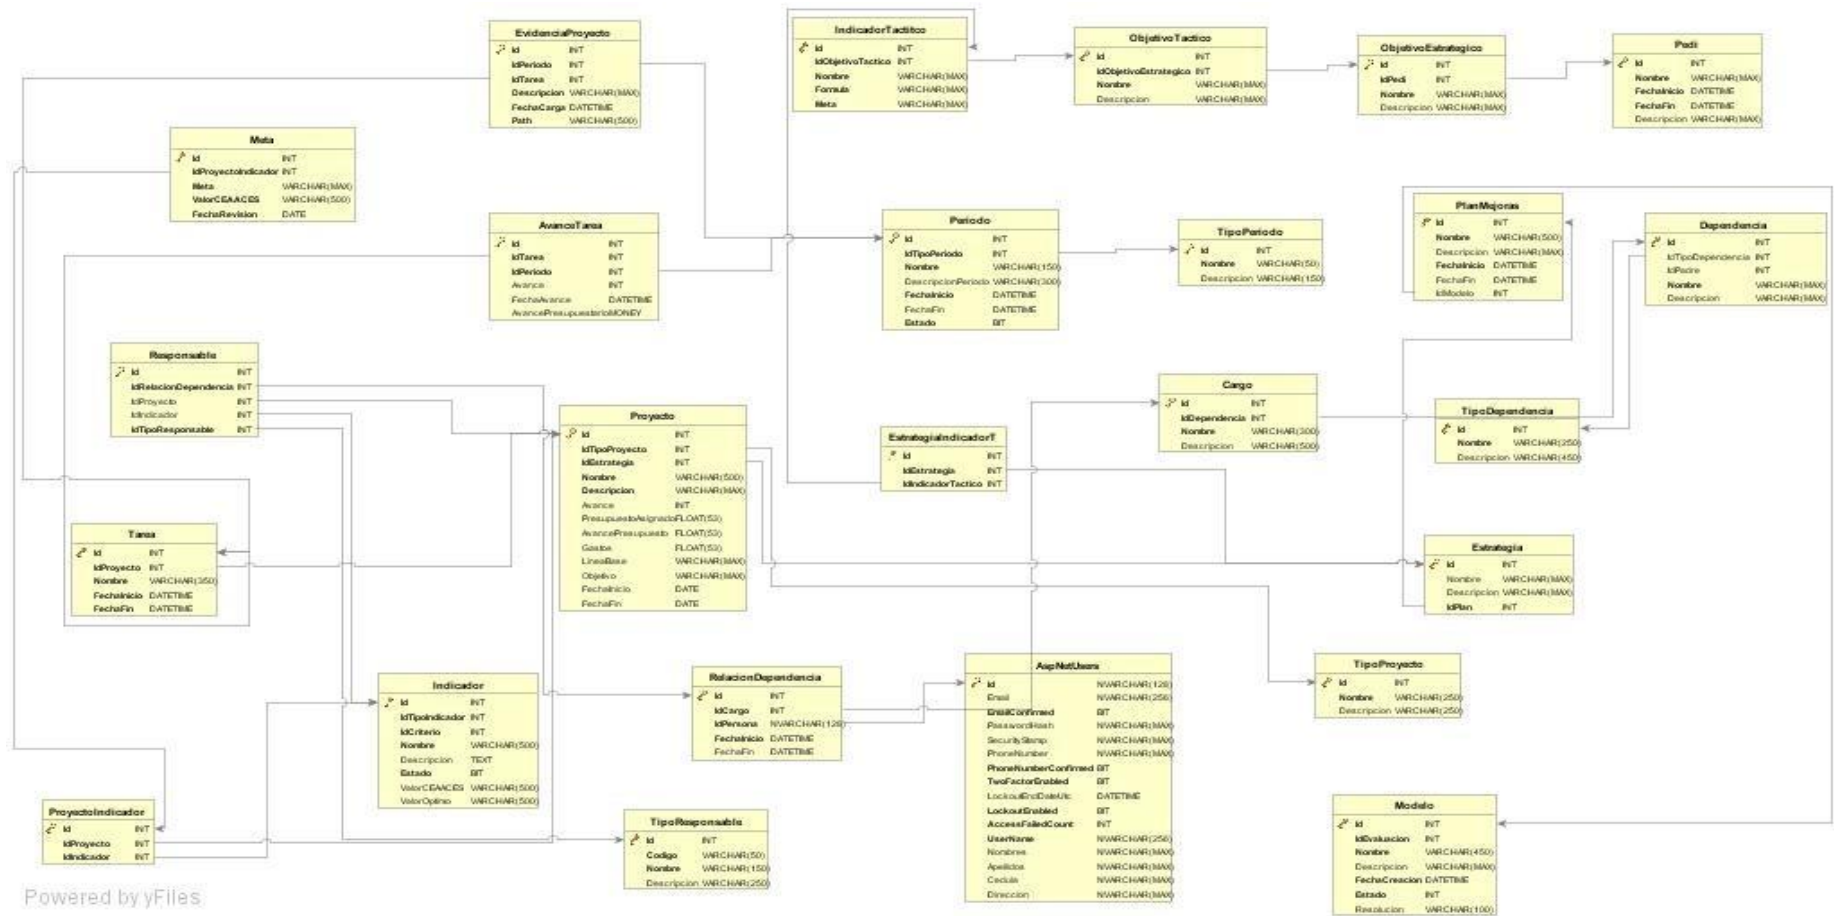 EvidenciaProyecto
Id INT
IdPeriodo INT
IdTarea INT
Descripcion VARCHAR(MAX)
FechaCarga DATETIME
Path VARCHAR(500)
IndicadorTactitco
Id INT
IdObjetivoTactico INT
Nombre VARCHAR(MAX)
Formula VARCHAR(MAX)
Meta VARCHAR(MAX)
ObjetivoTactico
Id INT
IdObjetivoEstrategico INT
Nombre VARCHAR(MAX)
Descripcion VARCHAR(MAX)
ObjetivoEstrategico
Id INT
IdPedi INT
Nombre VARCHAR(MAX)
Descripcion VARCHAR(MAX)
Pedi
Id INT
Nombre VARCHAR(MAX)
FechaInicio DATETIME
FechaFin DATETIME
Descripcion VARCHAR(MAX)
Meta
Id INT
IdProyectoIndicador INT
Meta VARCHAR(MAX)
ValorCEAACES VARCHAR(500)
FechaRevision DATE
AvanceTarea
Id INT
IdTarea INT
IdPeriodo INT
Avance INT
FechaAvance DATETIME
AvancePresupuestario MONEY
Periodo
Id INT
IdTipoPeriodo INT
Nombre VARCHAR(150)
DescripcionPeriodo VARCHAR(300)
FechaInicio DATETIME
FechaFin DATETIME
Estado BIT
TipoPeriodo
Id INT
Nombre VARCHAR(50)
Descripcion VARCHAR(150)
PlanMejoras
Id INT
Nombre VARCHAR(500)
Descripcion VARCHAR(MAX)
FechaInicio DATETIME
FechaFin DATETIME
IdModelo INT
Dependencia
Id INT
IdTipoDependencia INT
IdPadre INT
Nombre VARCHAR(MAX)
Descripcion VARCHAR(MAX)
Responsable
Id INT
IdRelacionDependencia INT
IdProyecto INT
IdIndicador INT
IdTipoResponsable INT
Proyecto
Id INT
IdTipoProyecto INT
IdEstrategia INT
Nombre VARCHAR(500)
Descripcion VARCHAR(MAX)
Avance INT
PresupuestoAsignado FLOAT(53)
AvancePresupuesto FLOAT(53)
Gastos FLOAT(53)
LineaBase VARCHAR(MAX)
Objetivo VARCHAR(MAX)
FechaInicio DATE
FechaFin DATE
EstrategiaIndicadorT
Id INT
IdEstrategia INT
IdIndicadorTactico INT
Cargo
Id INT
IdDependencia INT
Nombre VARCHAR(300)
Descripcion VARCHAR(500)
TipoDependencia
Id INT
Nombre VARCHAR(250)
Descripcion VARCHAR(450)
Tarea
Id INT
IdProyecto INT
Nombre VARCHAR(350)
FechaInicio DATETIME
FechaFin DATETIME
Estrategia
Id INT
Nombre VARCHAR(MAX)
Descripcion VARCHAR(MAX)
IdPlan INT
Indicador
Id INT
IdTipoIndicador INT
IdCriterio INT
Nombre VARCHAR(500)
Descripcion TEXT
Estado BIT
ValorCEAACES VARCHAR(500)
ValorOptimo VARCHAR(500)
RelacionDependencia
Id INT
IdCargo INT
IdPersona NVARCHAR(128)
FechaInicio DATETIME
FechaFin DATETIME
AspNetUsers
Id NVARCHAR(128)
Email NVARCHAR(256)
EmailConfirmed BIT
PasswordHash NVARCHAR(MAX)
SecurityStamp NVARCHAR(MAX)
PhoneNumber NVARCHAR(MAX)
PhoneNumberConfirmed BIT
TwoFactorEnabled BIT
LockoutEndDateUtc DATETIME
LockoutEnabled BIT
AccessFailedCount INT
UserName NVARCHAR(256)
Nombres NVARCHAR(MAX)
Apellidos NVARCHAR(MAX)
Cedula NVARCHAR(MAX)
Direccion NVARCHAR(MAX)
TipoProyecto
Id INT
Nombre VARCHAR(250)
Descripcion VARCHAR(250)
ProyectoIndicador
Id INT
IdProyecto INT
IdIndicador INT
TipoResponsable
Id INT
Codigo VARCHAR(50)
Nombre VARCHAR(150)
Descripcion VARCHAR(250)
Modelo
Id INT
IdEvaluacion INT
Nombre VARCHAR(450)
Descripcion VARCHAR(MAX)
FechaCreacion DATETIME
Estado INT
Resolucion VARCHAR(100)
Powered by yFiles